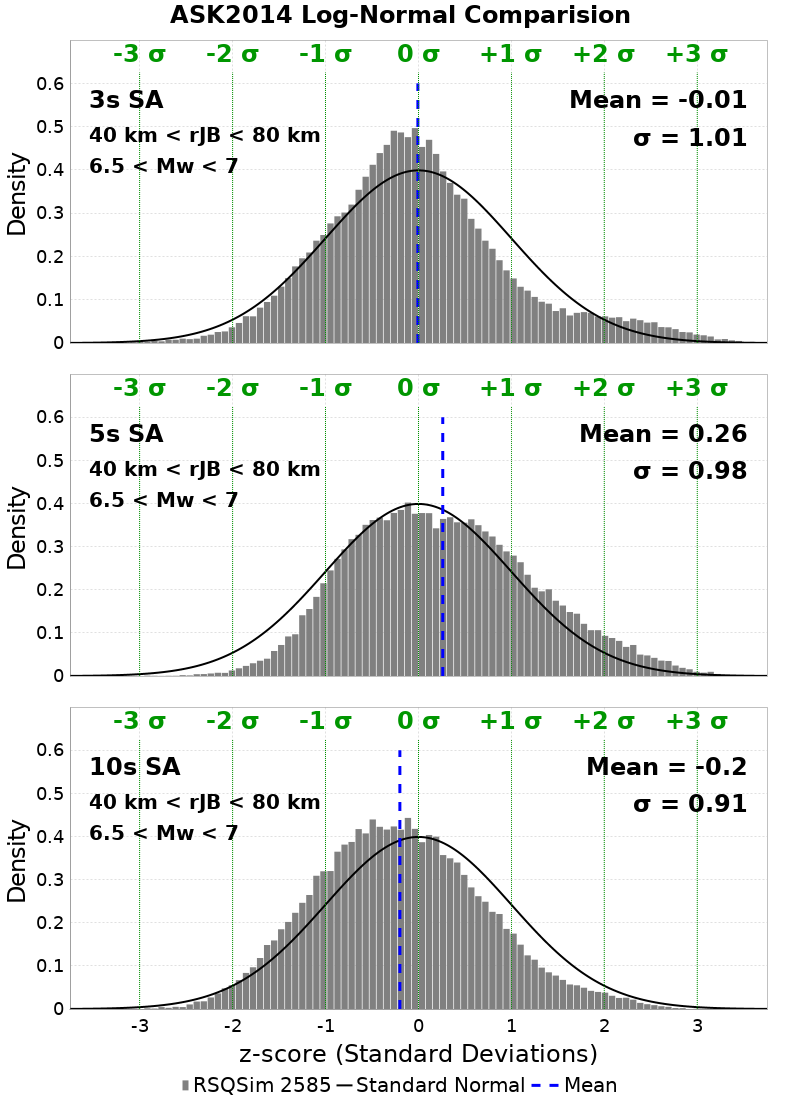 ASK2014 Log-Normal Comparision
-3 σ -2 σ -1 σ 0 σ +1 σ +2 σ +3 σ
3s SA
Mean = -0.01
40 km < rJB < 80 km
σ = 1.01
6.5 < Mw < 7
Density
0.6
0.5
0.4
0.3
0.2
0.1
0
-3 σ -2 σ -1 σ 0 σ +1 σ +2 σ +3 σ
5s SA
Mean = 0.26
40 km < rJB < 80 km
σ = 0.98
6.5 < Mw < 7
Density
0.6
0.5
0.4
0.3
0.2
0.1
0
-3 σ -2 σ -1 σ 0 σ +1 σ +2 σ +3 σ
10s SA
Mean = -0.2
40 km < rJB < 80 km
σ = 0.91
6.5 < Mw < 7
Density
0.6
0.5
0.4
0.3
0.2
0.1
0
-3 -2 -1 0 1 2 3
z-score (Standard Deviations)
RSQSim 2585 Standard Normal Mean